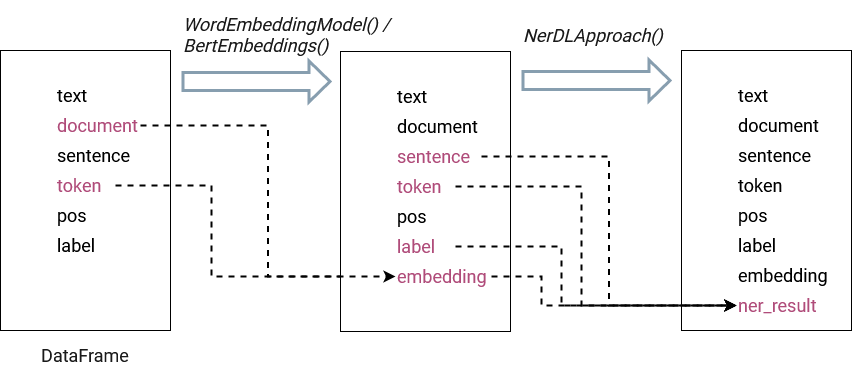 WordEmbeddingModel() /
BertEmbeddings()
NerDLApproach()
text
document
sentence
token
pos
label
text
document
sentence
token
pos
label
embedding
text
document
sentence
token
pos
label
embedding
ner_result
DataFrame